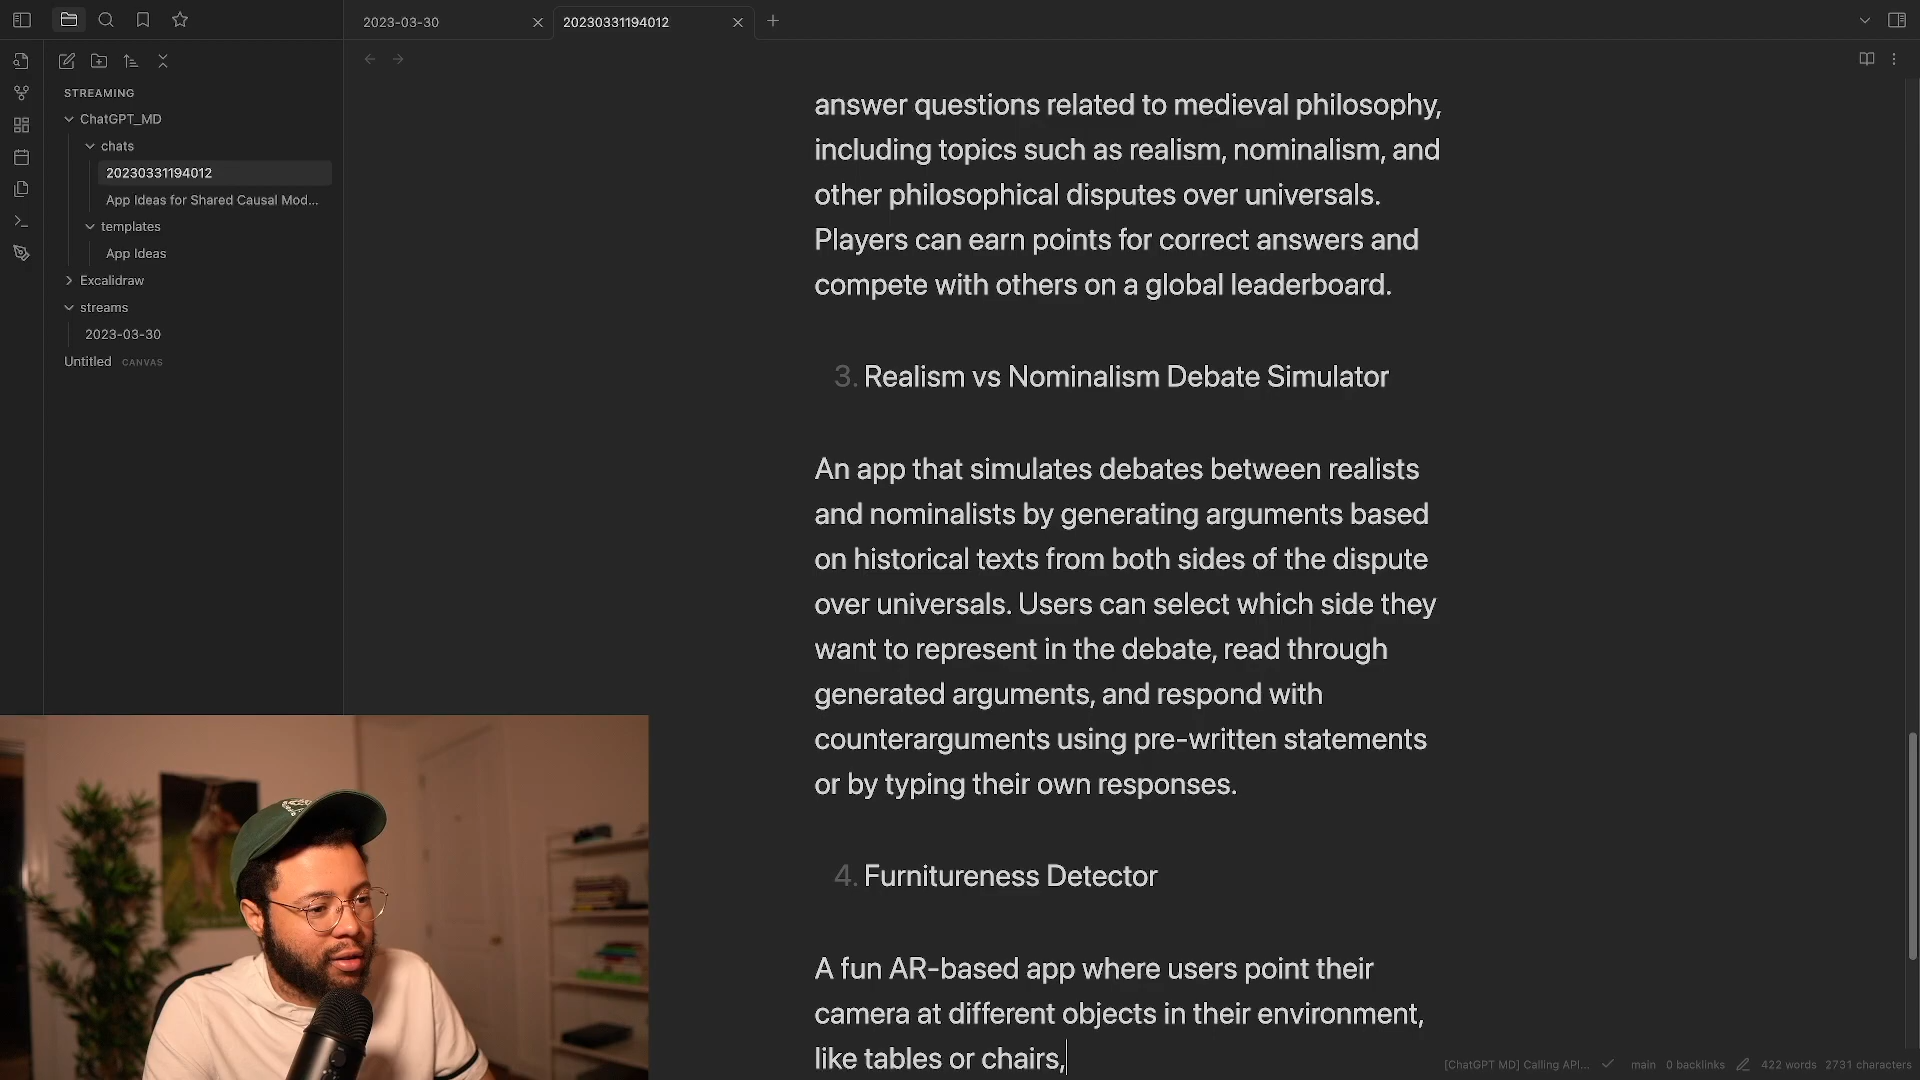 2023-03-30
20230331194012
STREAMING
ChatGPT_MD
chats
20230331194012
App Ideas for Shared Causal Mod...
templates
App Ideas
Excalidraw
streams
2023-03-30
Untitled CANVAS
answer questions related to medieval philosophy,
including topics such as realism, nominalism, and
other philosophical disputes over universals.
Players can earn points for correct answers and
compete with others on a global leaderboard.
3. Realism vs Nominalism Debate Simulator
An app that simulates debates between realists
and nominalists by generating arguments based
on historical texts from both sides of the dispute
over universals. Users can select which side they
want to represent in the debate, read through
generated arguments, and respond with
counterarguments using pre-written statements
or by typing their own responses.
4. Furnitureness Detector
A fun AR-based app where users point their
camera at different objects in their environment,
like tables or chairs,
[ChatGPT MD] Calling API... main 0 backlinks 422 words 2731 characters